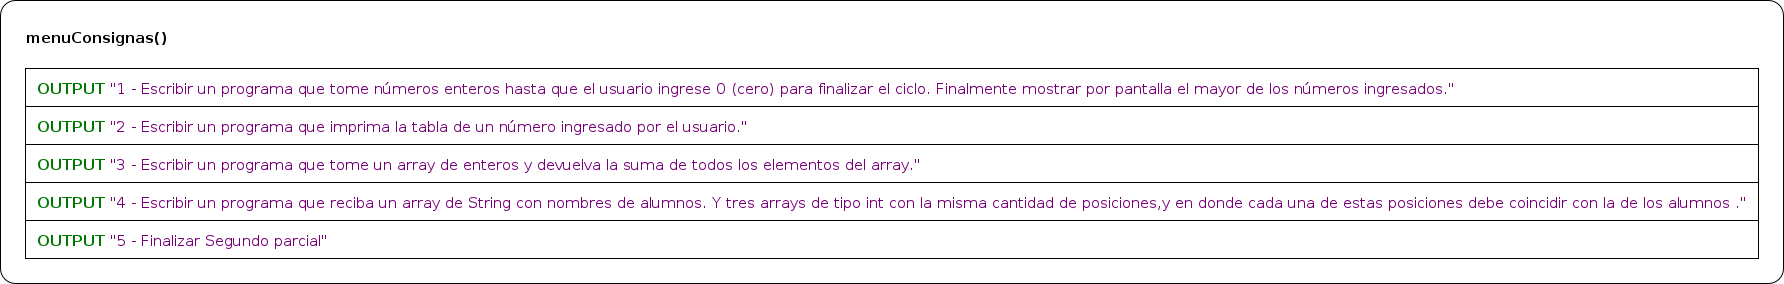 menuConsignas()
OUTPUT "1 - Escribir un programa que tome números enteros hasta que el usuario ingrese 0 (cero) para finalizar el ciclo. Finalmente mostrar por pantalla el mayor de los números ingresados."
OUTPUT "2 - Escribir un programa que imprima la tabla de un número ingresado por el usuario."
OUTPUT "3 - Escribir un programa que tome un array de enteros y devuelva la suma de todos los elementos del array."
OUTPUT "4 - Escribir un programa que reciba un array de String con nombres de alumnos. Y tres arrays de tipo int con la misma cantidad de posiciones,y en donde cada una de estas posiciones debe coincidir con la de los alumnos ."
OUTPUT "5 - Finalizar Segundo parcial"